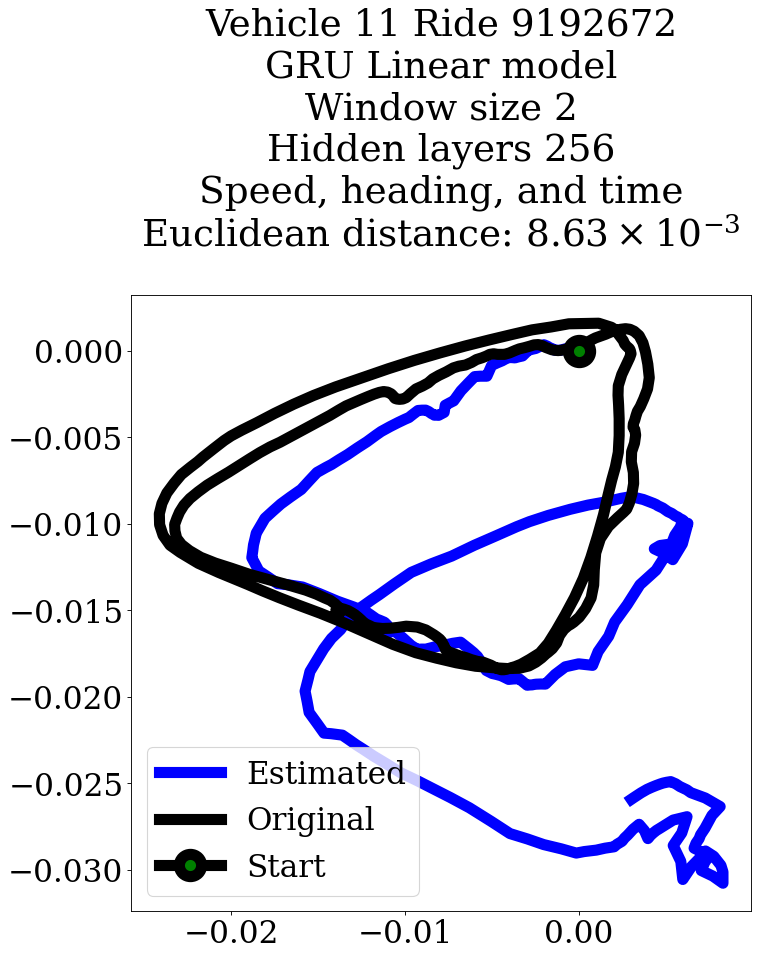 Vehicle 11 Ride 9192672
GRU Linear model
Window size 2
Hidden layers 256
Speed, heading, and time
Euclidean distance: 8.63 × 10⁻³
0.000
−0.005
−0.010
−0.015
−0.020
−0.025
−0.030
Estimated
Original
Start
−0.02 −0.01 0.00